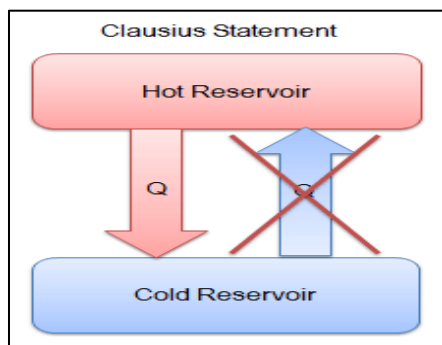 Clausius Statement
Hot Reservoir
Q
Q
Cold Reservoir